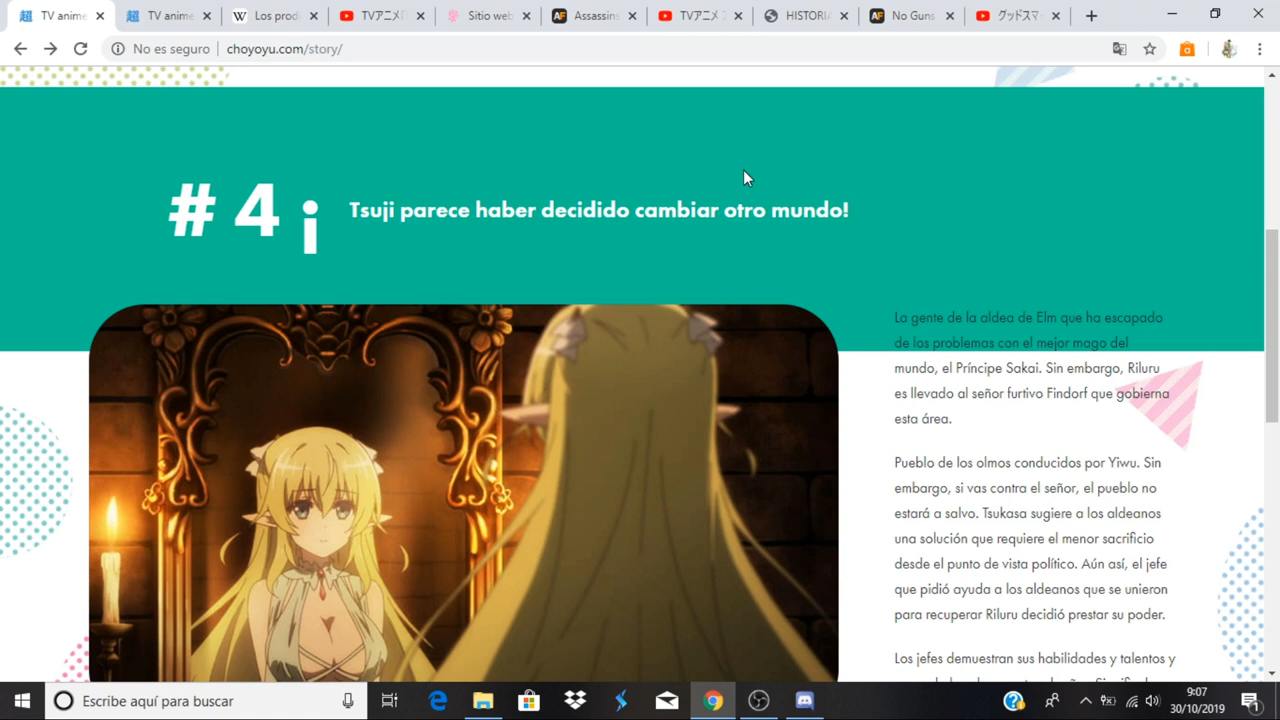 TV anime
TV anime
Los prod
TVアニメ
Sitio web
Assassins
TVアニメ
HISTORI
No Guns
グッドスマ
No es seguro
choyoyu.com/story/
# 4 ¡
Tsuji parece haber decidido cambiar otro mundo!
La gente de la aldea de Elm que ha escapado
de los problemas con el mejor mago del
mundo, el Príncipe Sakai. Sin embargo, Riluru
es llevado al señor furtivo Findorf que gobierna
esta área.
Pueblo de los olmos conducidos por Yiwu. Sin
embargo, si vas contra el señor, el pueblo no
estará a salvo. Tsukasa sugiere a los aldeanos
una solución que requiere el menor sacrificio
desde el punto de vista político. Aún así, el jefe
que pidió ayuda a los aldeanos que se unieron
para recuperar Riluru decidió prestar su poder.
Los jefes demuestran sus habilidades y talentos y
Escribe aquí para buscar
9:07
30/10/2019